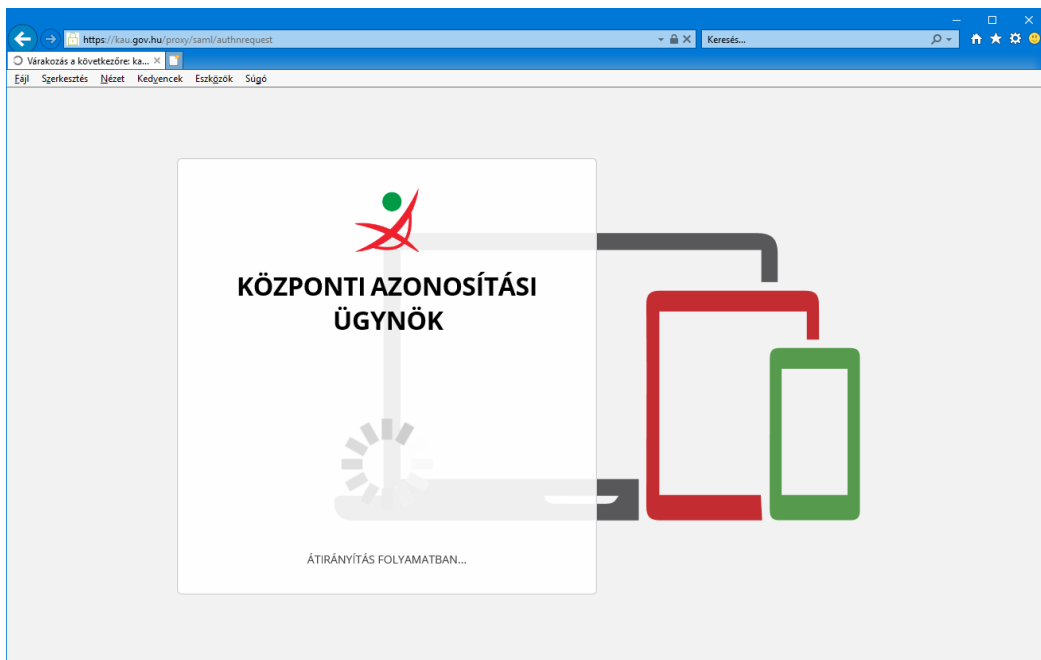 https://kau.gov.hu/proxy/saml/authnrequest
Keresés...
Várakozás a következőre: ka...
Fájl Szerkesztés Nézet Kedvencek Eszközök Súgó
KÖZPONTI AZONOSÍTÁSI
ÜGYNÖK
ÁTIRÁNYÍTÁS FOLYAMATBAN...